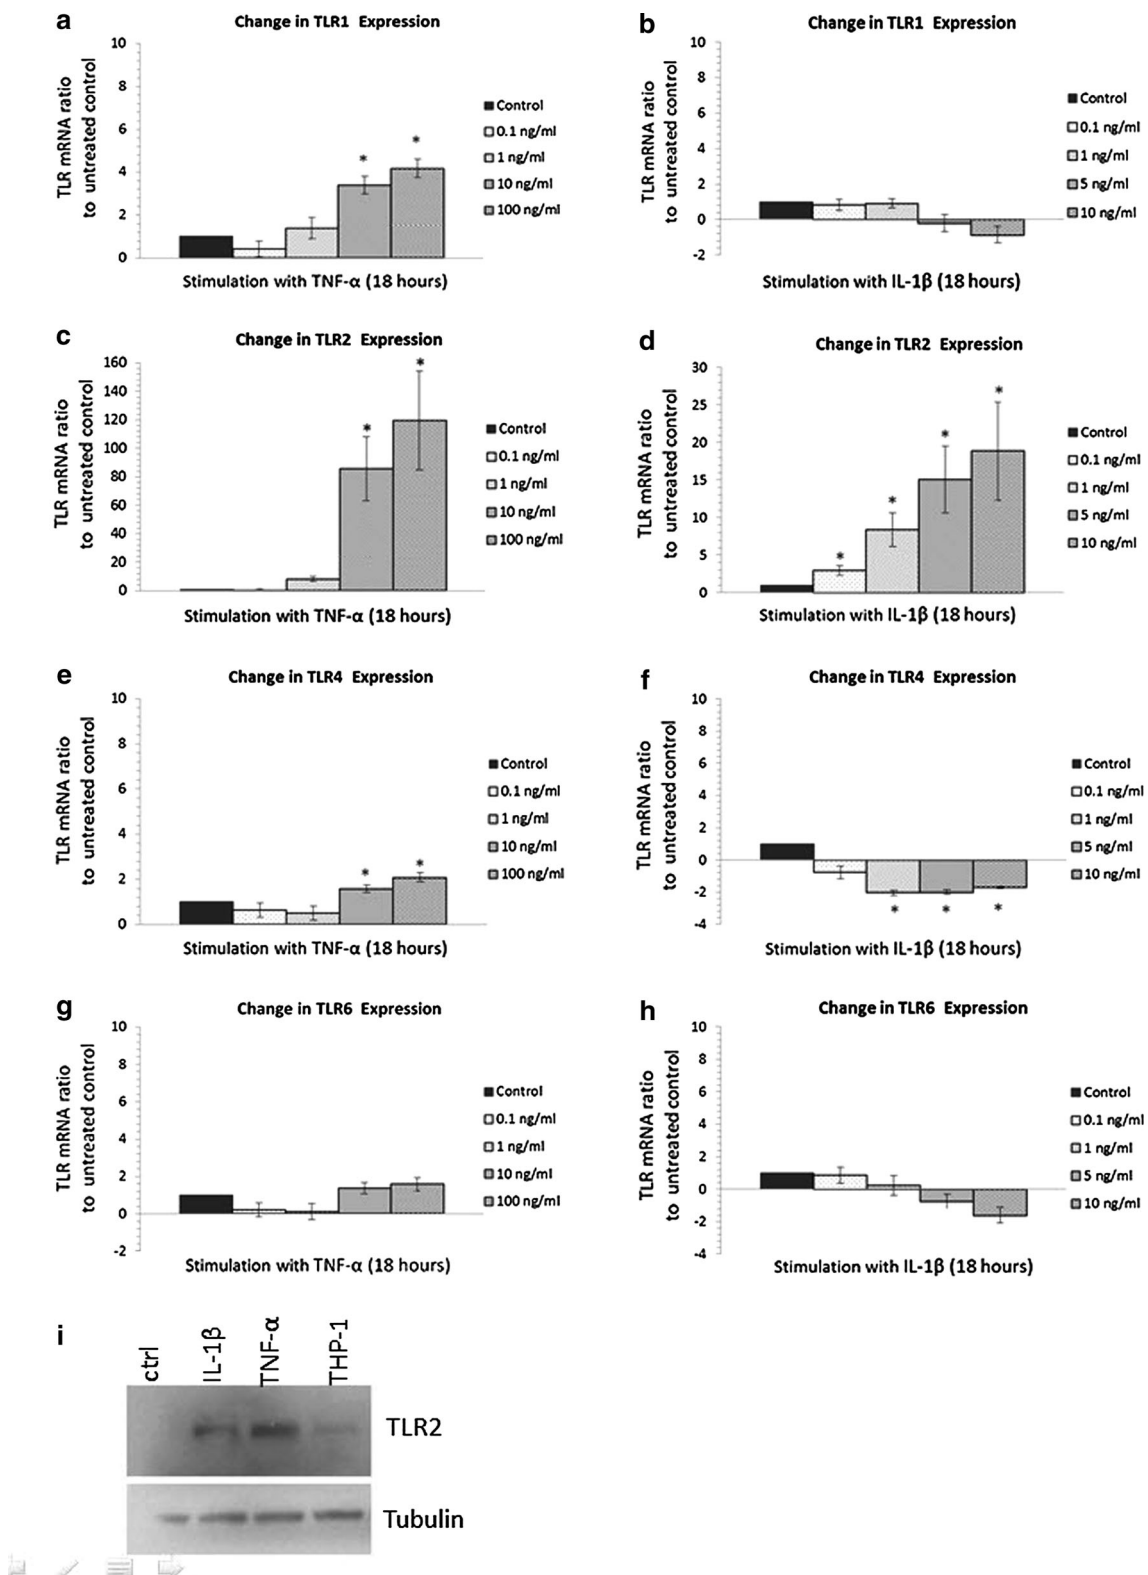 a
Change in TLR1 Expression
TLR mRNA ratio
to untreated control
10
8
6
4
2
0
*
*
Control
0.1 ng/ml
1 ng/ml
10 ng/ml
100 ng/ml
Stimulation with TNF-α (18 hours)
b
Change in TLR1 Expression
TLR mRNA ratio
to untreated control
10
8
6
4
2
0
-2
Control
0.1 ng/ml
1 ng/ml
5 ng/ml
10 ng/ml
Stimulation with IL-1β (18 hours)
c
Change in TLR2 Expression
TLR mRNA ratio
to untreated control
160
140
120
100
80
60
40
20
0
*
*
Control
0.1 ng/ml
1 ng/ml
10 ng/ml
100 ng/ml
Stimulation with TNF-α (18 hours)
d
Change in TLR2 Expression
TLR mRNA ratio
to untreated control
30
25
20
15
10
5
0
*
*
*
*
Control
0.1 ng/ml
1 ng/ml
5 ng/ml
10 ng/ml
Stimulation with IL-1β (18 hours)
e
Change in TLR4 Expression
TLR mRNA ratio
to untreated control
10
8
6
4
2
0
*
*
Control
0.1 ng/ml
1 ng/ml
10 ng/ml
100 ng/ml
Stimulation with TNF-α (18 hours)
f
Change in TLR4 Expression
TLR mRNA ratio
to untreated control
10
8
6
4
2
0
-2
-4
*
*
*
Control
0.1 ng/ml
1 ng/ml
5 ng/ml
10 ng/ml
Stimulation with IL-1β (18 hours)
g
Change in TLR6 Expression
TLR mRNA ratio
to untreated control
10
8
6
4
2
0
-2
Control
0.1 ng/ml
1 ng/ml
10 ng/ml
100 ng/ml
Stimulation with TNF-α (18 hours)
h
Change in TLR6 Expression
TLR mRNA ratio
to untreated control
10
8
6
4
2
0
-2
-4
Control
0.1 ng/ml
1 ng/ml
5 ng/ml
10 ng/ml
Stimulation with IL-1β (18 hours)
i
ctrl
IL-1β
TNF-α
THP-1
TLR2
Tubulin